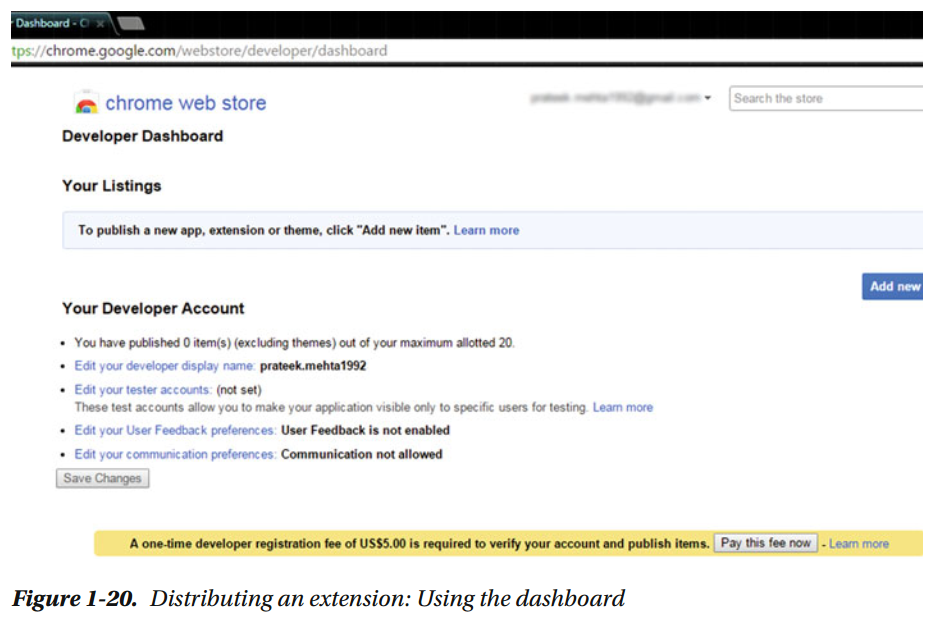 Dashboard - C
tps://chrome.google.com/webstore/developer/dashboard
chrome web store
Search the store
Developer Dashboard
Your Listings
To publish a new app, extension or theme, click "Add new item". Learn more
Add new
Your Developer Account
• You have published 0 item(s) (excluding themes) out of your maximum allotted 20.
• Edit your developer display name: prateek.mehta1992
• Edit your tester accounts: (not set)
These test accounts allow you to make your application visible only to specific users for testing. Learn more
• Edit your User Feedback preferences: User Feedback is not enabled
• Edit your communication preferences: Communication not allowed
Save Changes
A one-time developer registration fee of US$5.00 is required to verify your account and publish items. Pay this fee now - Learn more
Figure 1-20. Distributing an extension: Using the dashboard